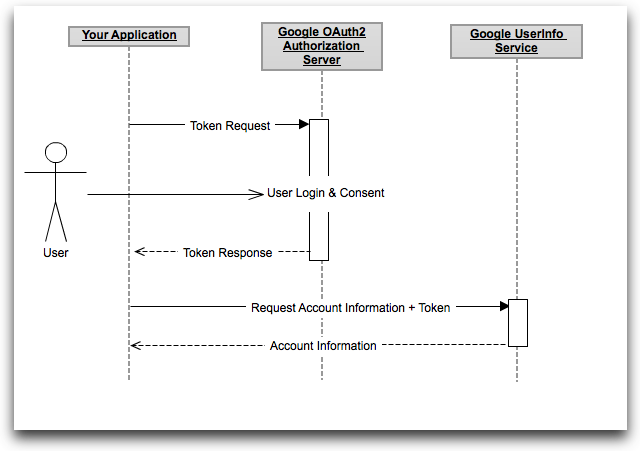 Your Application
Google OAuth2
Authorization
Server
Google UserInfo
Service
Token Request
User Login & Consent
User
Token Response
Request Account Information + Token
Account Information